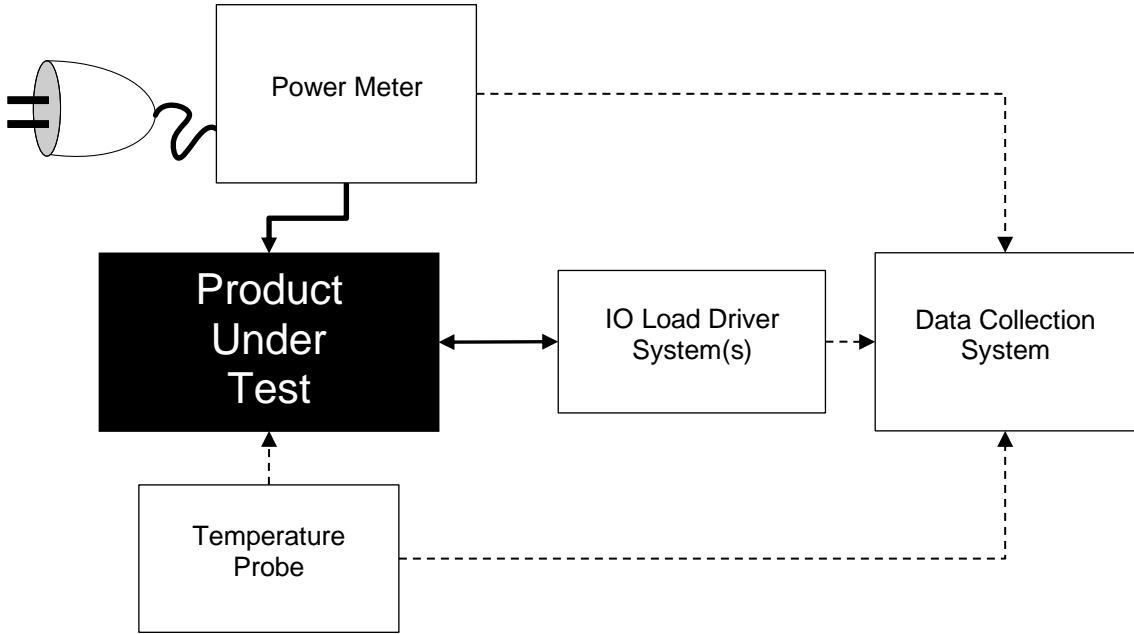 Power Meter
Product
Under
Test
IO Load Driver
System(s)
Data Collection
System
Temperature
Probe